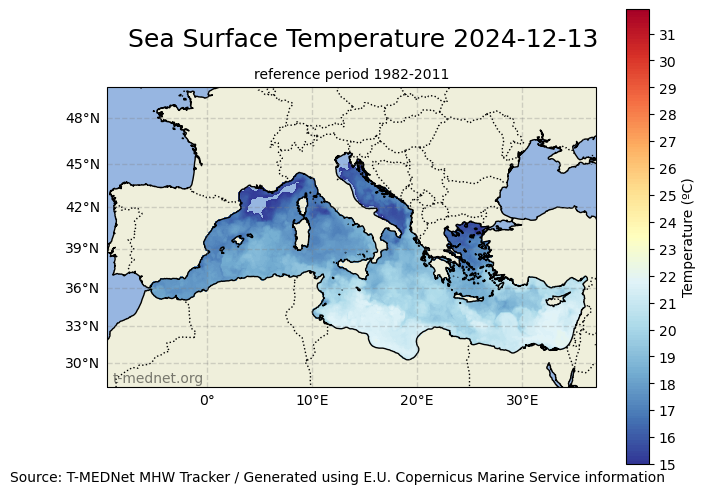 Sea Surface Temperature 2024-12-13
reference period 1982-2011
48°N
45°N
42°N
39°N
36°N
33°N
30°N
t-mednet.org
0°
10°E
20°E
30°E
31
30
29
28
27
26
25
24
23
22
21
20
19
18
17
16
15
Temperature (ºC)
Source: T-MEDNet MHW Tracker / Generated using E.U. Copernicus Marine Service information